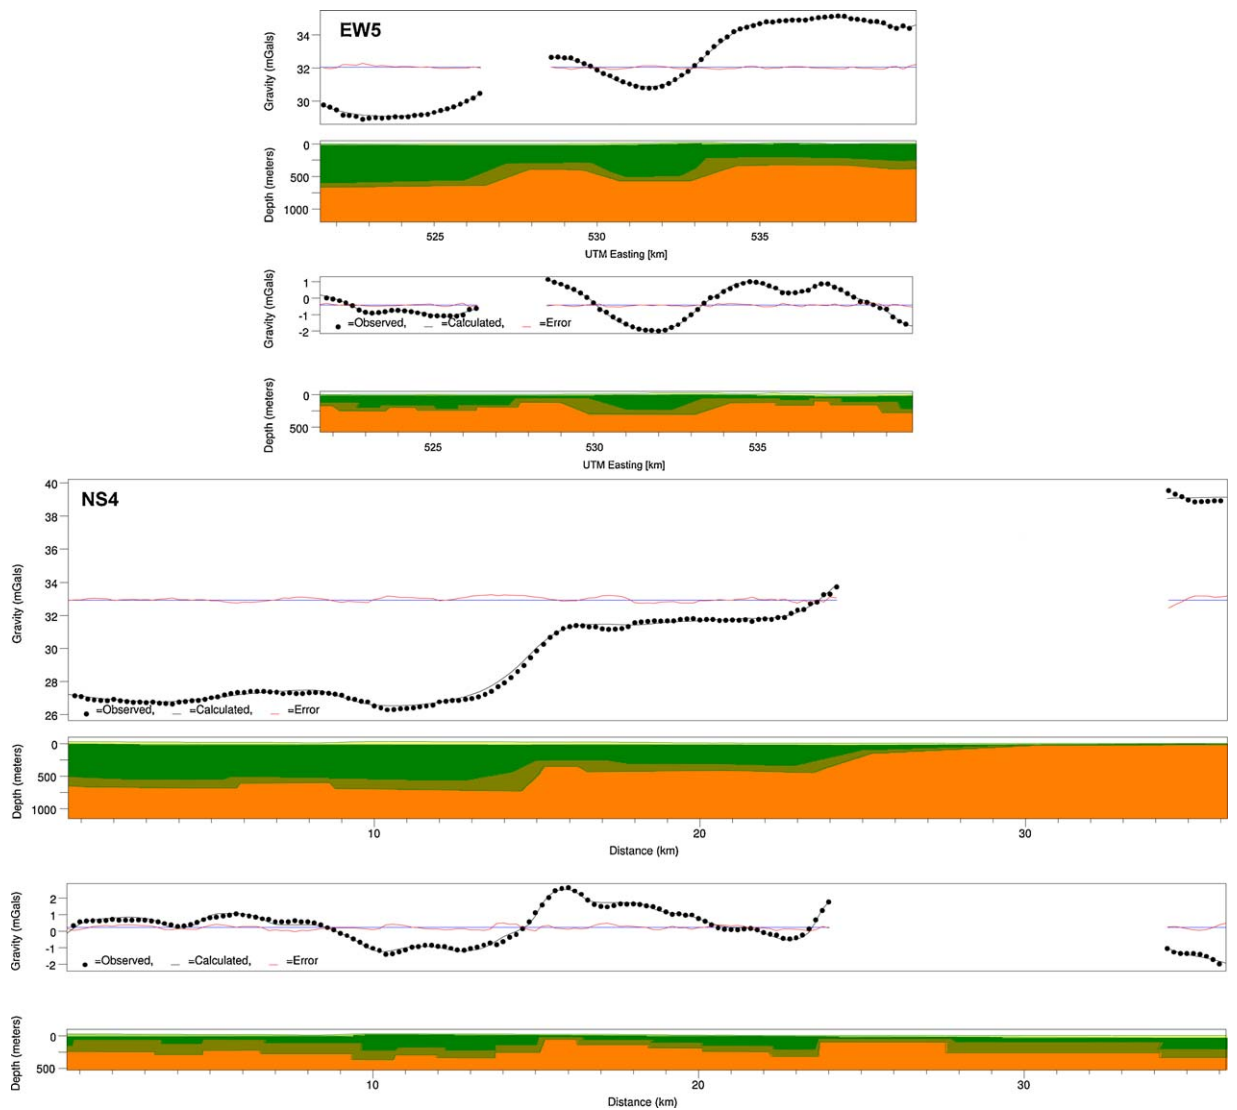 EW5
Gravity (mGals)
34
32
30
Depth (meters)
0
500
1000
525 530 535
UTM Easting [km]
Gravity (mGals)
1
0
-1
-2
=Observed, =Calculated, =Error
Depth (meters)
0
500
525 530 535
UTM Easting [km]
NS4
Gravity (mGals)
40
38
36
34
32
30
28
26
=Observed, =Calculated, =Error
Depth (meters)
0
500
1000
10 20 30
Distance (km)
Gravity (mGals)
2
1
0
-1
-2
=Observed, =Calculated, =Error
Depth (meters)
0
500
10 20 30
Distance (km)